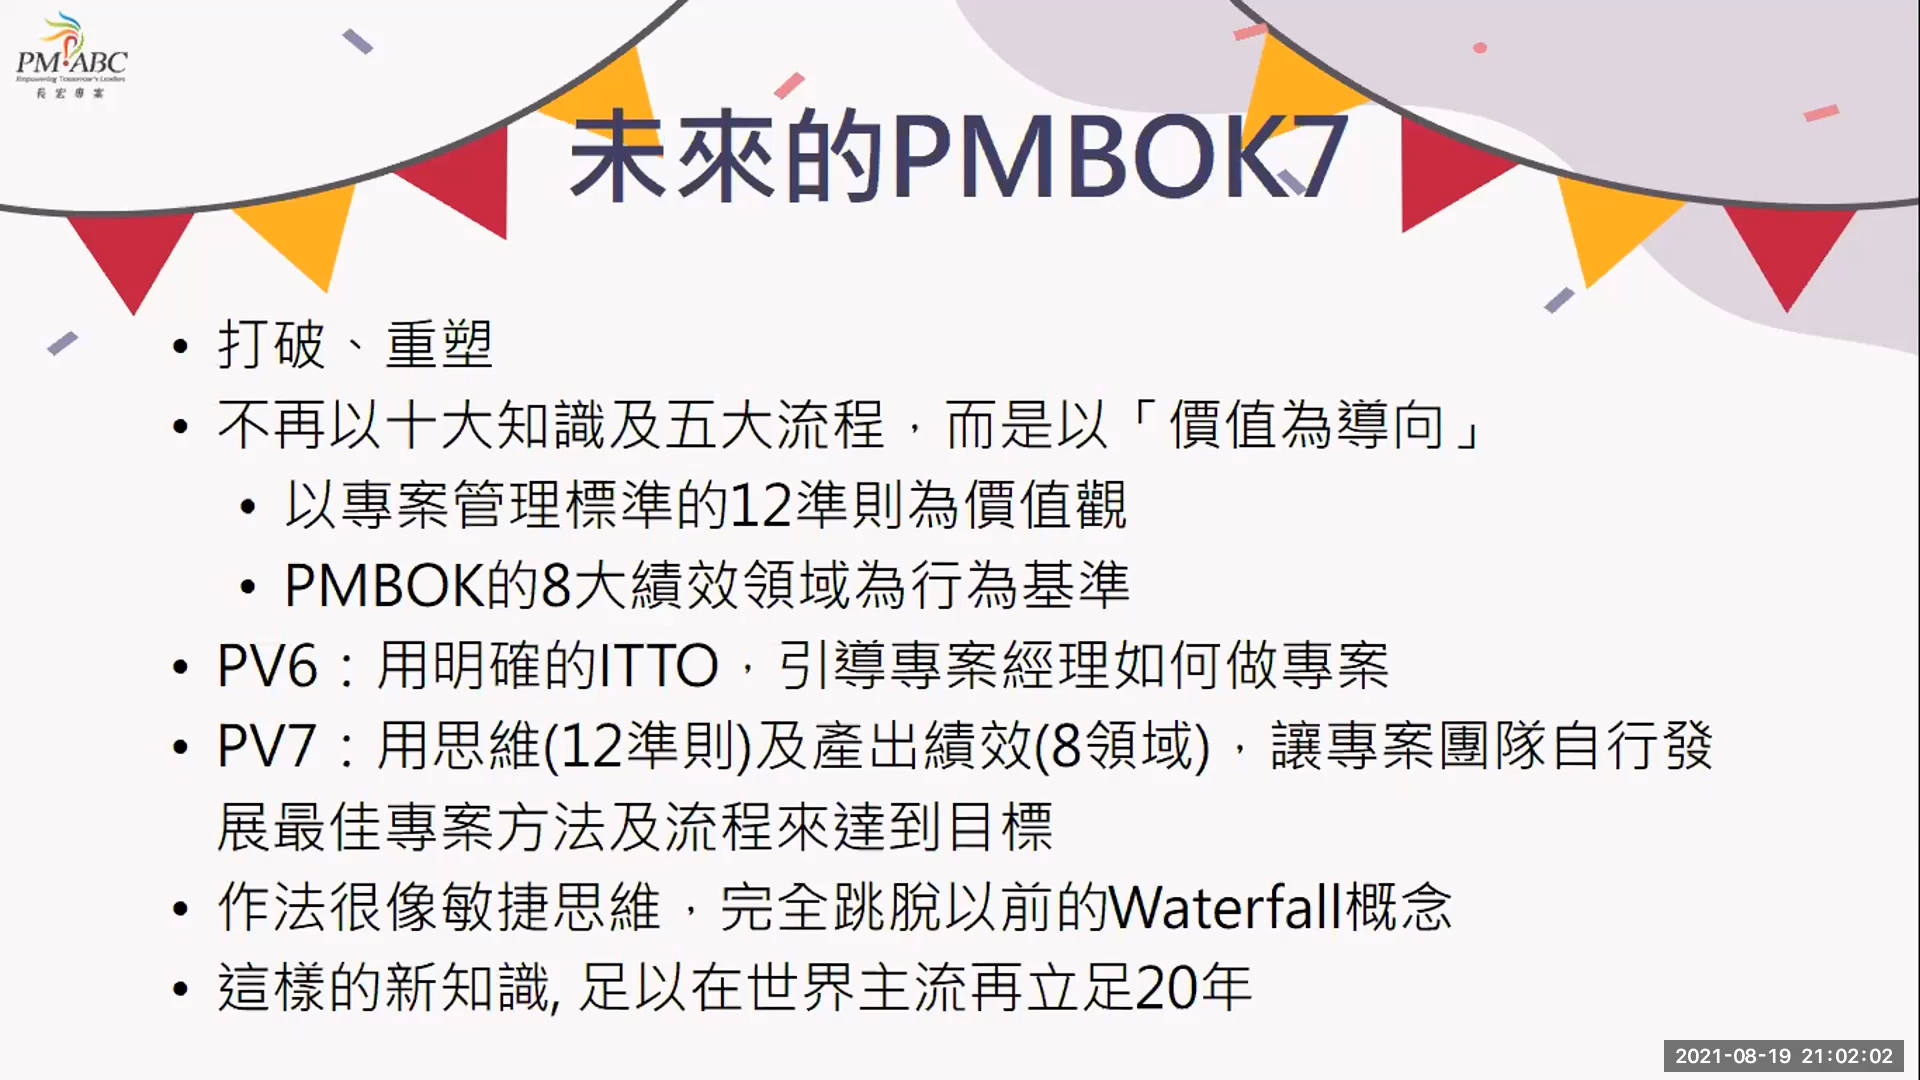 PMABC
Empowering Tomorrow's Leaders
長宏專案
未來的PMBOK7
• 打破、重塑
• 不再以十大知識及五大流程，而是以「價值為導向」
• 以專案管理標準的12準則為價值觀
• PMBOK的8大績效領域為行為基準
• PV6：用明確的ITTO，引導專案經理如何做專案
• PV7：用思維(12準則)及產出績效(8領域)，讓專案團隊自行發
展最佳專案方法及流程來達到目標
• 作法很像敏捷思維，完全跳脫以前的Waterfall概念
• 這樣的新知識, 足以在世界主流再立足20年
2021-08-19 21:02:02